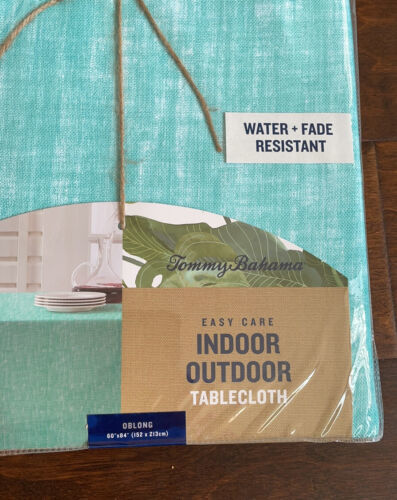 WATER + FADE
RESISTANT
Tommy Bahama
EASY CARE
INDOOR
OUTDOOR
TABLECLOTH
OBLONG
60"x84" (152 x 213cm)